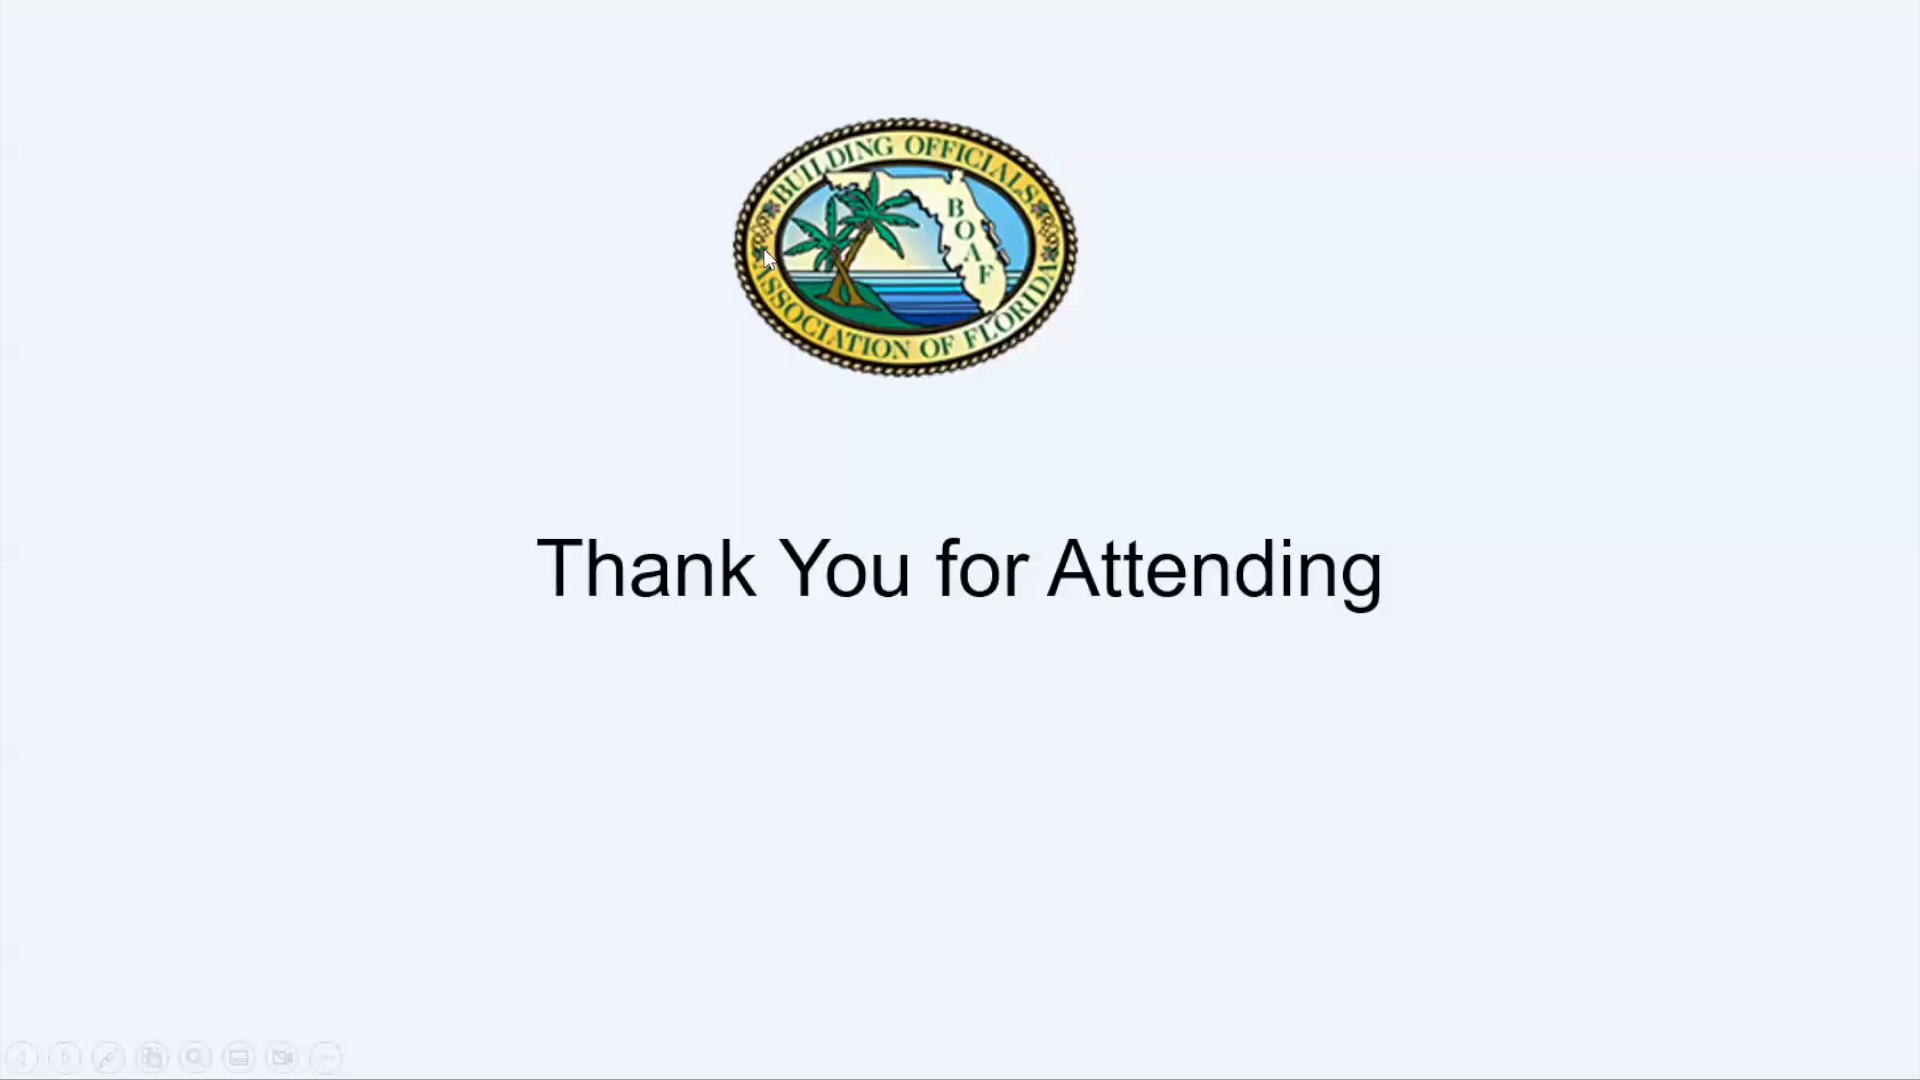 BUILDING OFFICIALS
BOAF
ASSOCIATION OF FLORIDA
Thank You for Attending